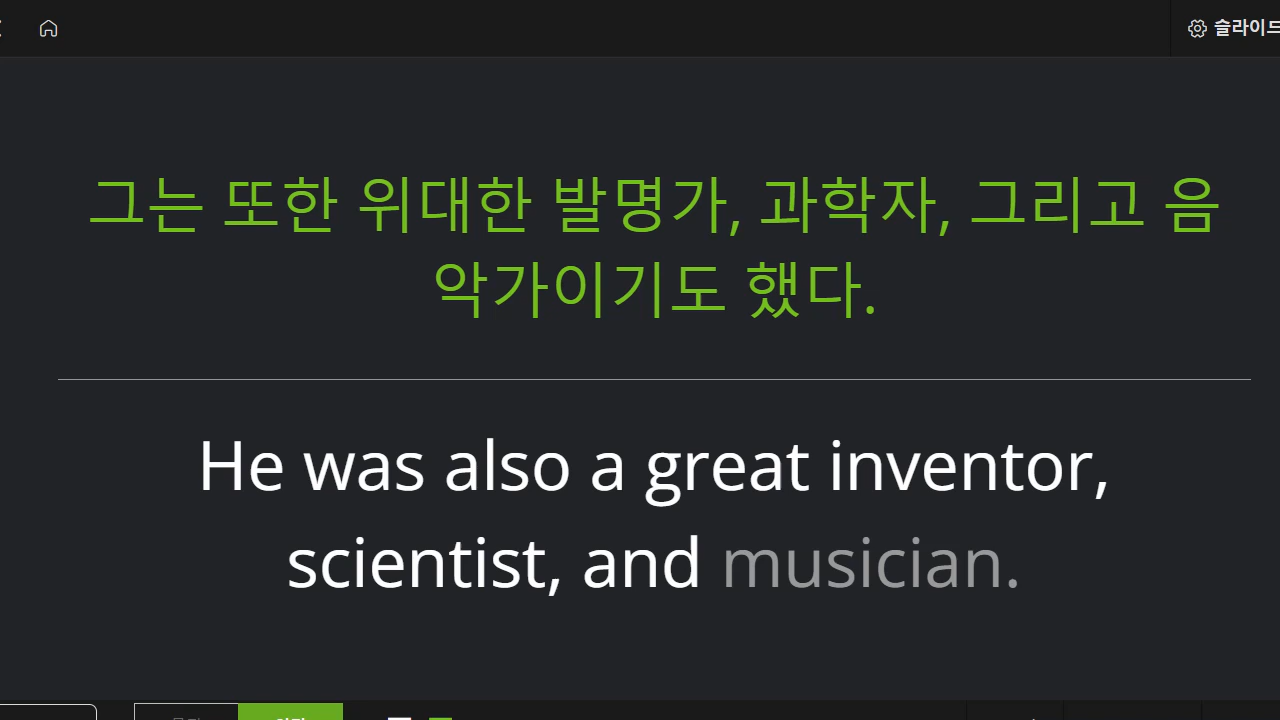 슬라이드
그는 또한 위대한 발명가, 과학자, 그리고 음
악가이기도 했다.
He was also a great inventor,
scientist, and musician.